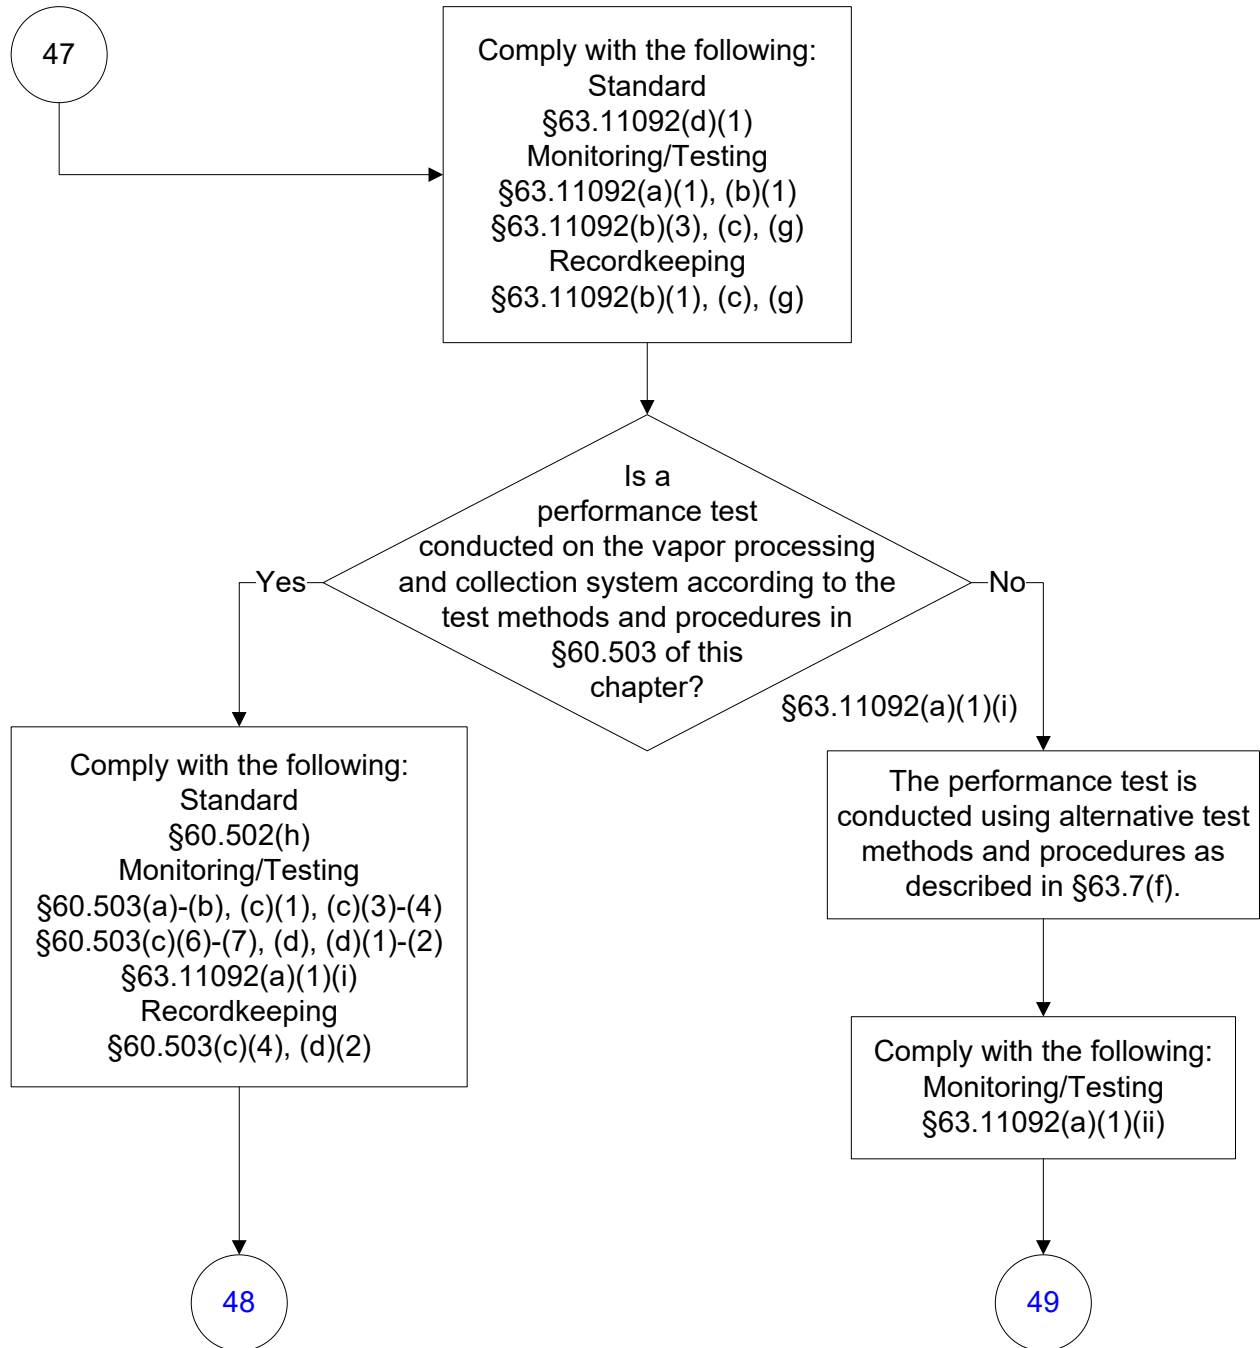 47
Comply with the following:
Standard
§63.11092(d)(1)
Monitoring/Testing
§63.11092(a)(1), (b)(1)
§63.11092(b)(3), (c), (g)
Recordkeeping
§63.11092(b)(1), (c), (g)
Is a
performance test
conducted on the vapor processing
and collection system according to the
test methods and procedures in
§60.503 of this
chapter?
Yes
No
§63.11092(a)(1)(i)
Comply with the following:
Standard
§60.502(h)
Monitoring/Testing
§60.503(a)-(b), (c)(1), (c)(3)-(4)
§60.503(c)(6)-(7), (d), (d)(1)-(2)
§63.11092(a)(1)(i)
Recordkeeping
§60.503(c)(4), (d)(2)
The performance test is
conducted using alternative test
methods and procedures as
described in §63.7(f).
Comply with the following:
Monitoring/Testing
§63.11092(a)(1)(ii)
48
49